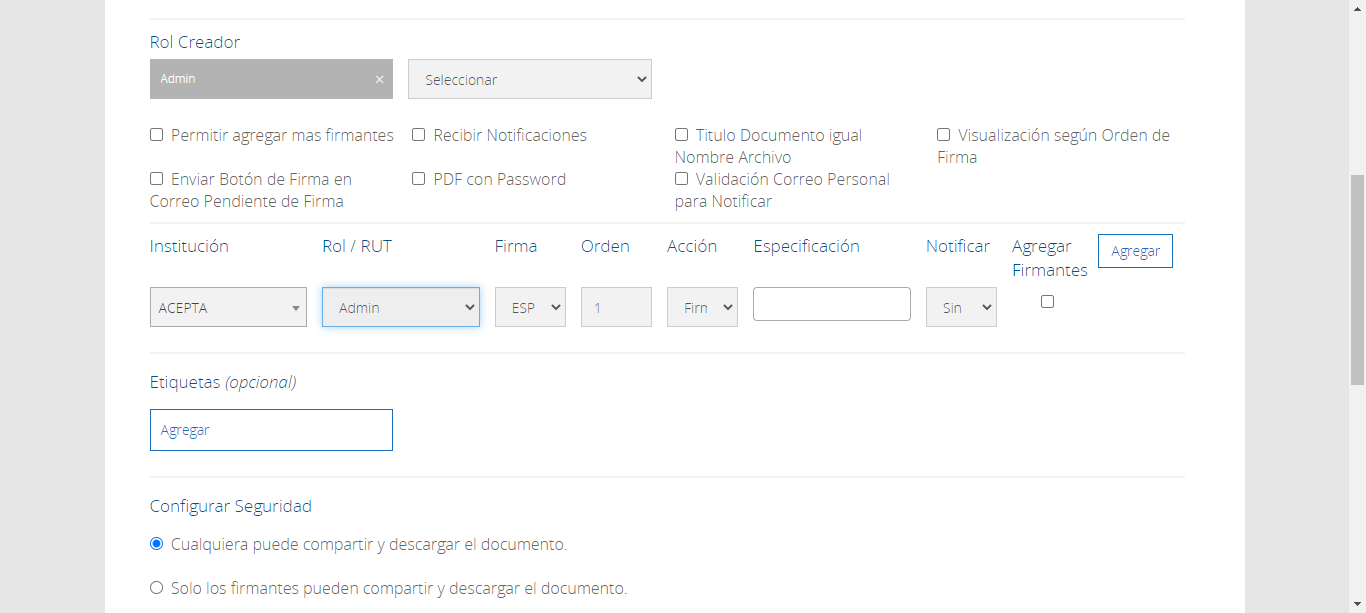 Rol Creador
Admin ×
Seleccionar
Permitir agregar mas firmantes
Recibir Notificaciones
Titulo Documento igual
Nombre Archivo
Visualización según Orden de
Firma
Enviar Botón de Firma en
Correo Pendiente de Firma
PDF con Password
Validación Correo Personal
para Notificar
Institución
Rol / RUT
Firma
Orden
Acción
Especificación
Notificar
Agregar
Firmantes
Agregar
ACEPTA
Admin
ESP
1
Firn
Sin
Etiquetas (opcional)
Agregar
Configurar Seguridad
Cualquiera puede compartir y descargar el documento.
Solo los firmantes pueden compartir y descargar el documento.